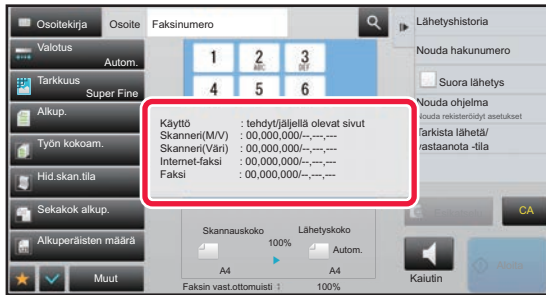 Osoitekirja
Osoite
Faksinumero
Valotus
Autom.
Tarkkuus
Super Fine
Alkup.
Työn kokoam.
Hid.skan.tila
Sekakok alkup.
Alkuperäisten määrä
Muut
1
2
ABC
3
DEF
4
5
6
Käyttö : tehdyt/jäljellä olevat sivut
Skanneri(M/V) : 00,000,000/--,---,---
Skanneri(Väri) : 00,000,000/--,---,---
Internet-faksi : 00,000,000/--,---,---
Faksi : 00,000,000/--,---,---
Skannauskoko
Lähetyskoko
100%
Autom.
A4
A4
Faksin vast.ottomuisti
100%
Lähetyshistoria
Nouda hakunumero
Suora lähetys
Nouda ohjelma
Nouda rekisteröidyt asetukset
Tarkista lähetä/
vastaanota -tila
CA
Kaiutin